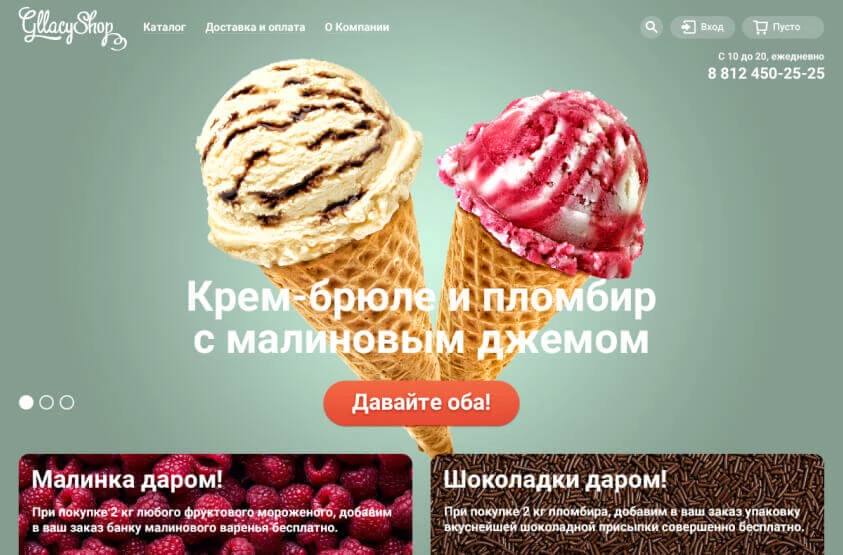 GllacyShop
Каталог
Доставка и оплата
О Компании
Вход
Пусто
С 10 до 20, ежедневно
8 812 450-25-25
Крем-брюле и пломбир
с малиновым джемом
Давайте оба!
Малинка даром!
При покупке 2 кг любого фруктового мороженого, добавим
в ваш заказ банку малинового варенья бесплатно.
Шоколадки даром!
При покупке 2 кг пломбира, добавим в ваш заказ упаковку
вкуснейшей шоколадной присыпки совершенно бесплатно.